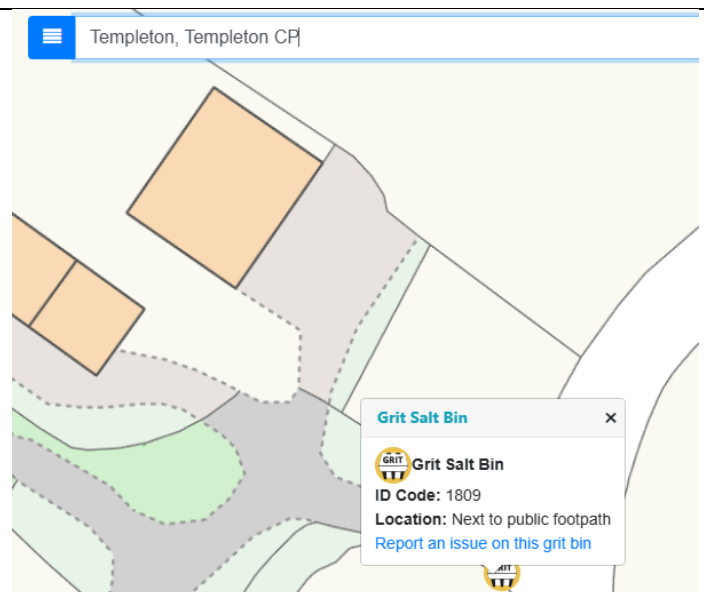 Templeton, Templeton CP
Grit Salt Bin ×
GRIT Grit Salt Bin
ID Code: 1809
Location: Next to public footpath
Report an issue on this grit bin
GRIT